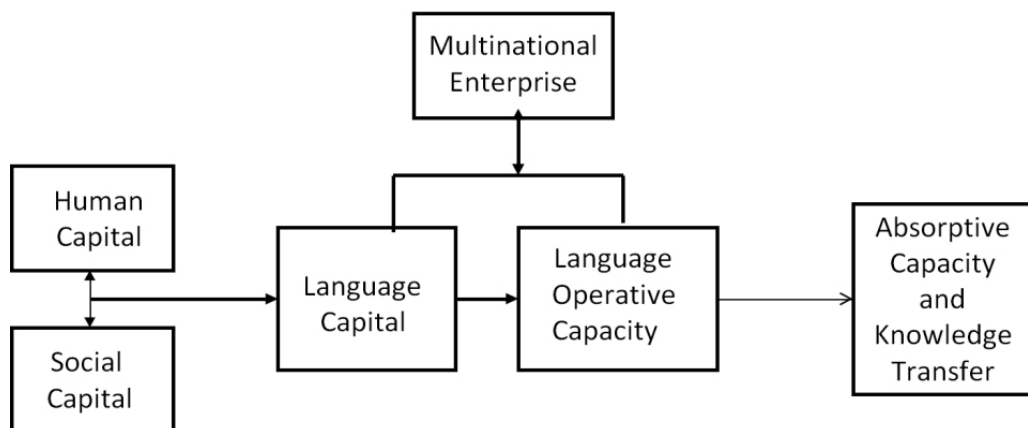 Multinational
Enterprise
Human
Capital
Social
Capital
Language
Capital
Language
Operative
Capacity
Absorptive
Capacity
and
Knowledge
Transfer